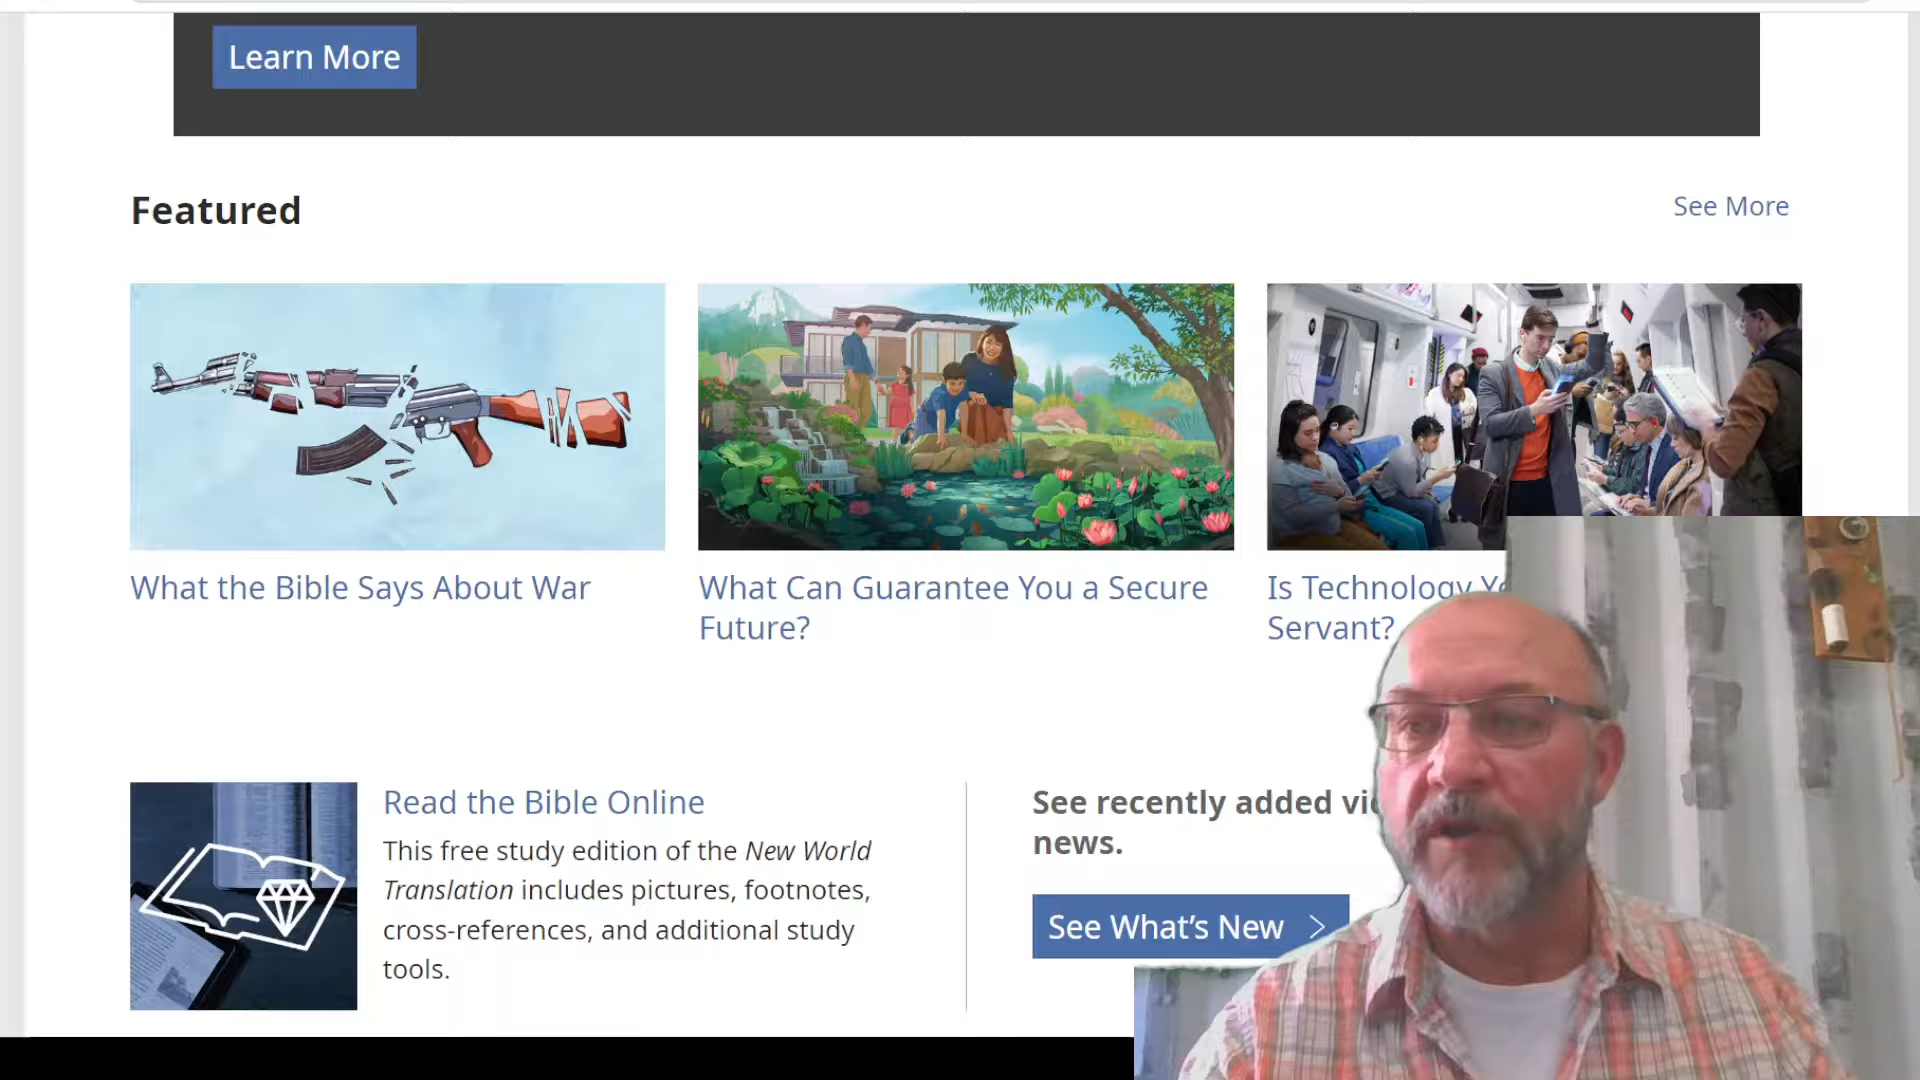 Learn More
Featured
See More
What the Bible Says About War
What Can Guarantee You a Secure
Future?
Is Technology
Servant?
Read the Bible Online
This free study edition of the New World
Translation includes pictures, footnotes,
cross-references, and additional study
tools.
See recently added
news.
See What's New